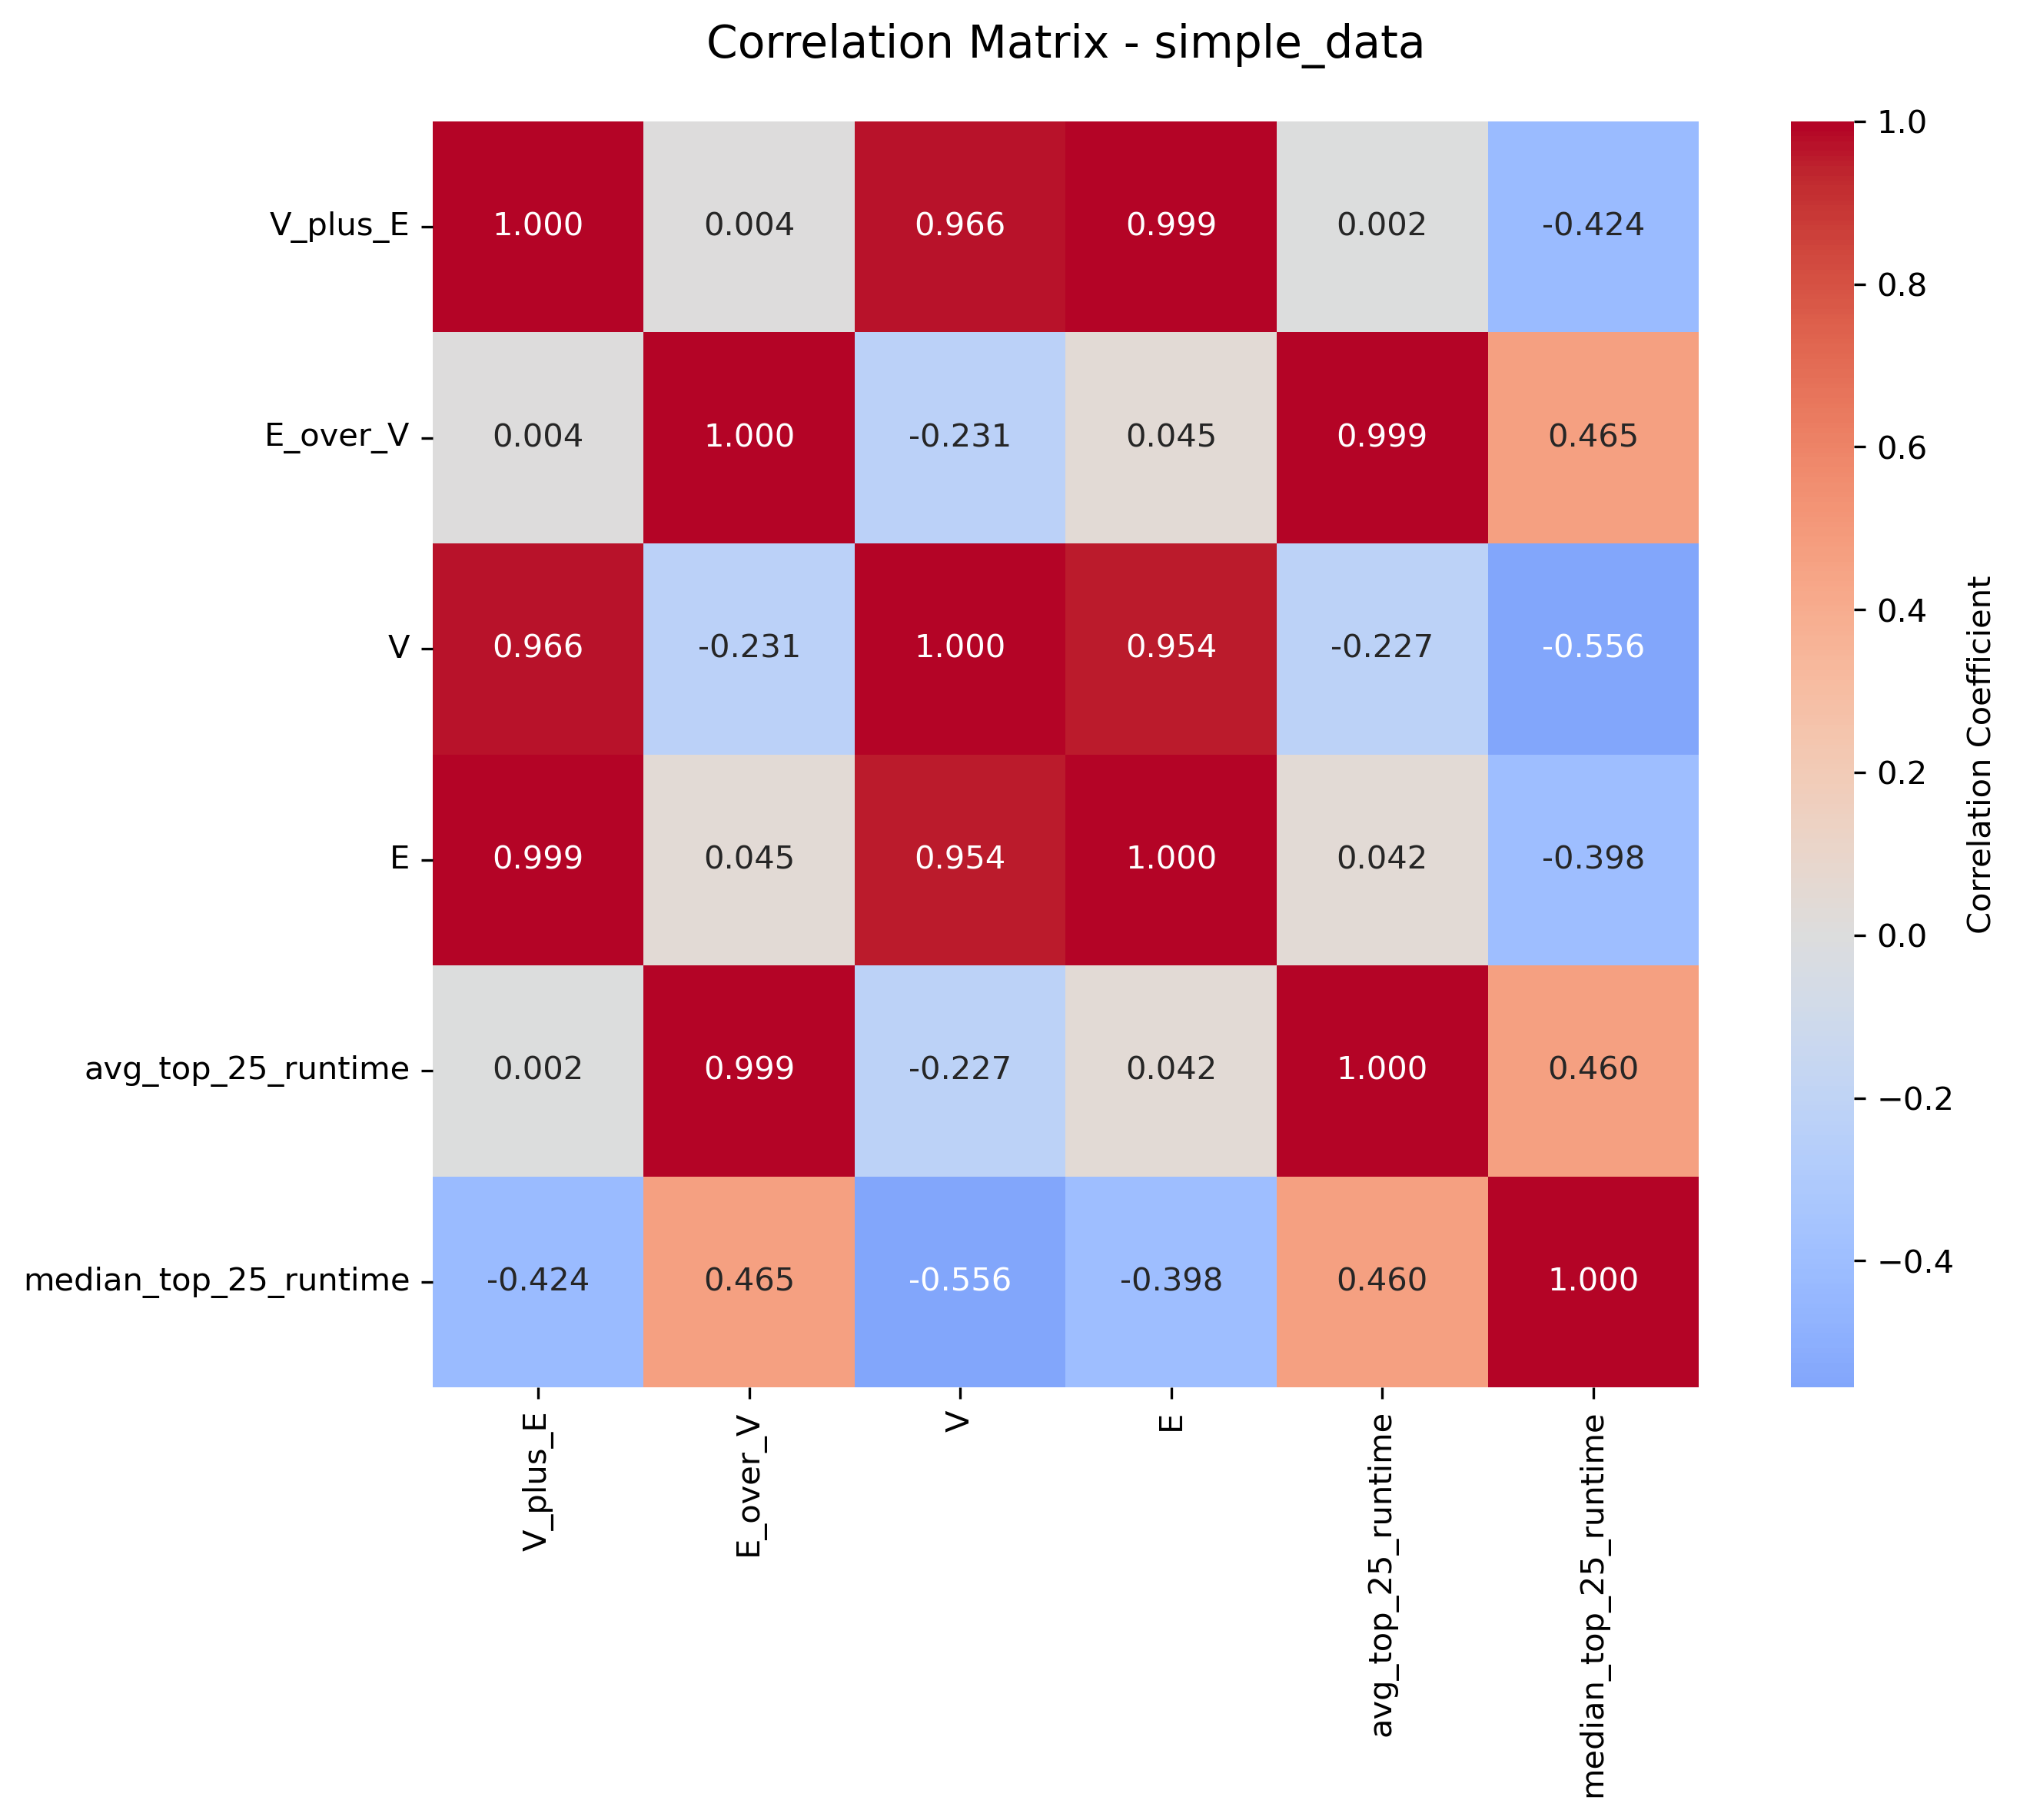 Correlation Matrix - simple_data
V_plus_E
1.000 0.004 0.966 0.999 0.002 -0.424
E_over_V
0.004 1.000 -0.231 0.045 0.999 0.465
V
0.966 -0.231 1.000 0.954 -0.227 -0.556
E
0.999 0.045 0.954 1.000 0.042 -0.398
avg_top_25_runtime
0.002 0.999 -0.227 0.042 1.000 0.460
median_top_25_runtime
-0.424 0.465 -0.556 -0.398 0.460 1.000
V_plus_E
E_over_V
V
E
avg_top_25_runtime
median_top_25_runtime
1.0
0.8
0.6
0.4
0.2
0.0
−0.2
−0.4
Correlation Coefficient